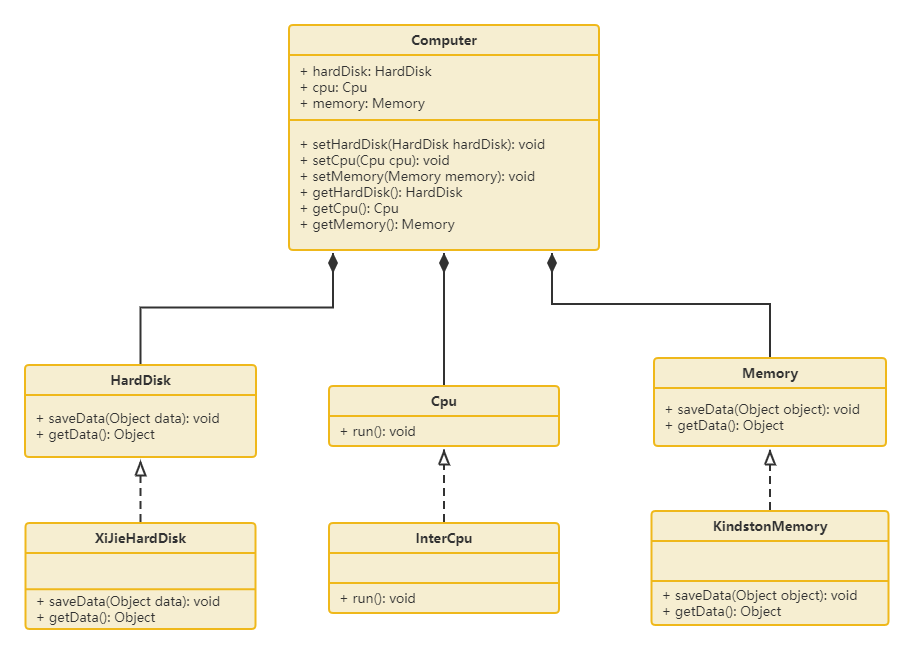 Computer
+ hardDisk: HardDisk
+ cpu: Cpu
+ memory: Memory
+ setHardDisk(HardDisk hardDisk): void
+ setCpu(Cpu cpu): void
+ setMemory(Memory memory): void
+ getHardDisk(): HardDisk
+ getCpu(): Cpu
+ getMemory(): Memory
HardDisk
+ saveData(Object data): void
+ getData(): Object
Cpu
+ run(): void
Memory
+ saveData(Object object): void
+ getData(): Object
XiJieHardDisk
+ saveData(Object data): void
+ getData(): Object
InterCpu
+ run(): void
KindstonMemory
+ saveData(Object object): void
+ getData(): Object